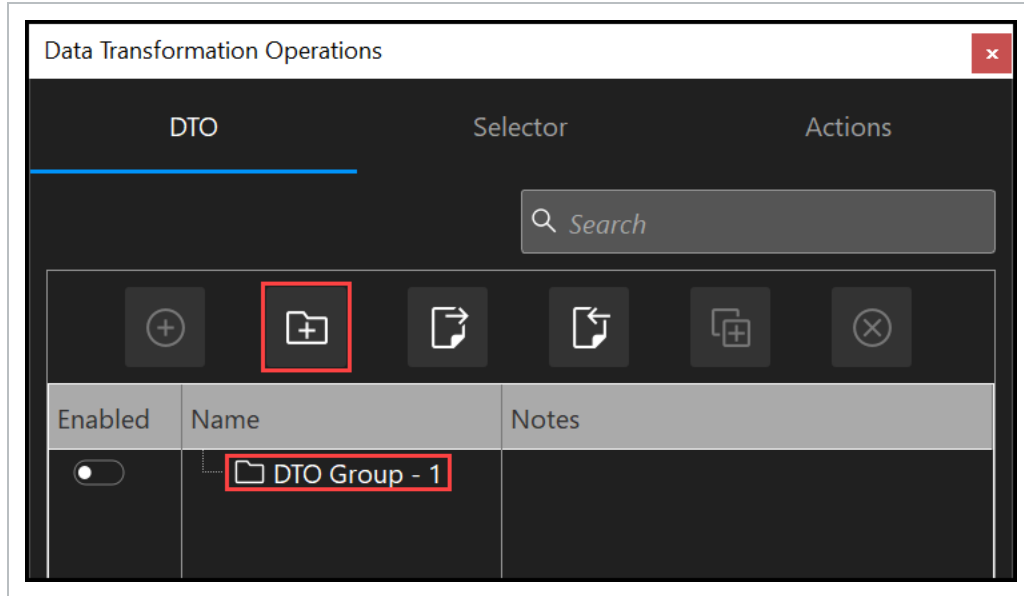 Data Transformation Operations
DTO Selector Actions
Search
Enabled Name Notes
DTO Group - 1